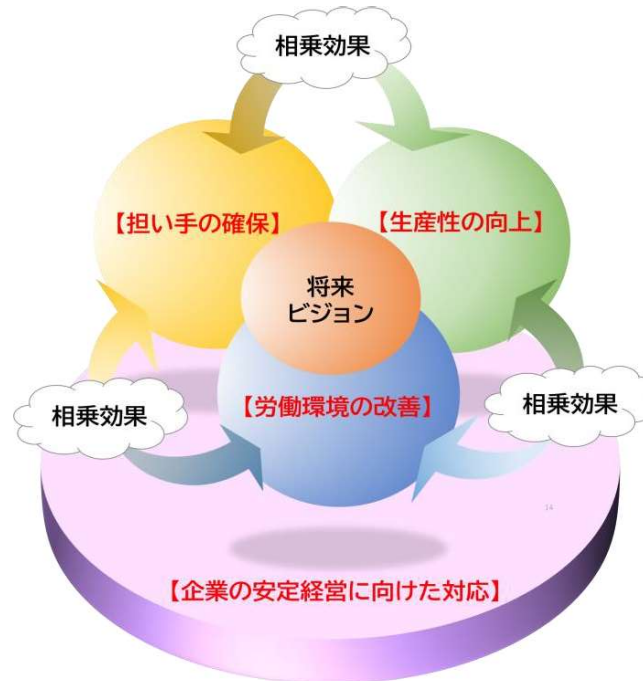 相乗効果
【担い手の確保】
【生産性の向上】
将来
ビジョン
【労働環境の改善】
相乗効果
相乗効果
14
【企業の安定経営に向けた対応】